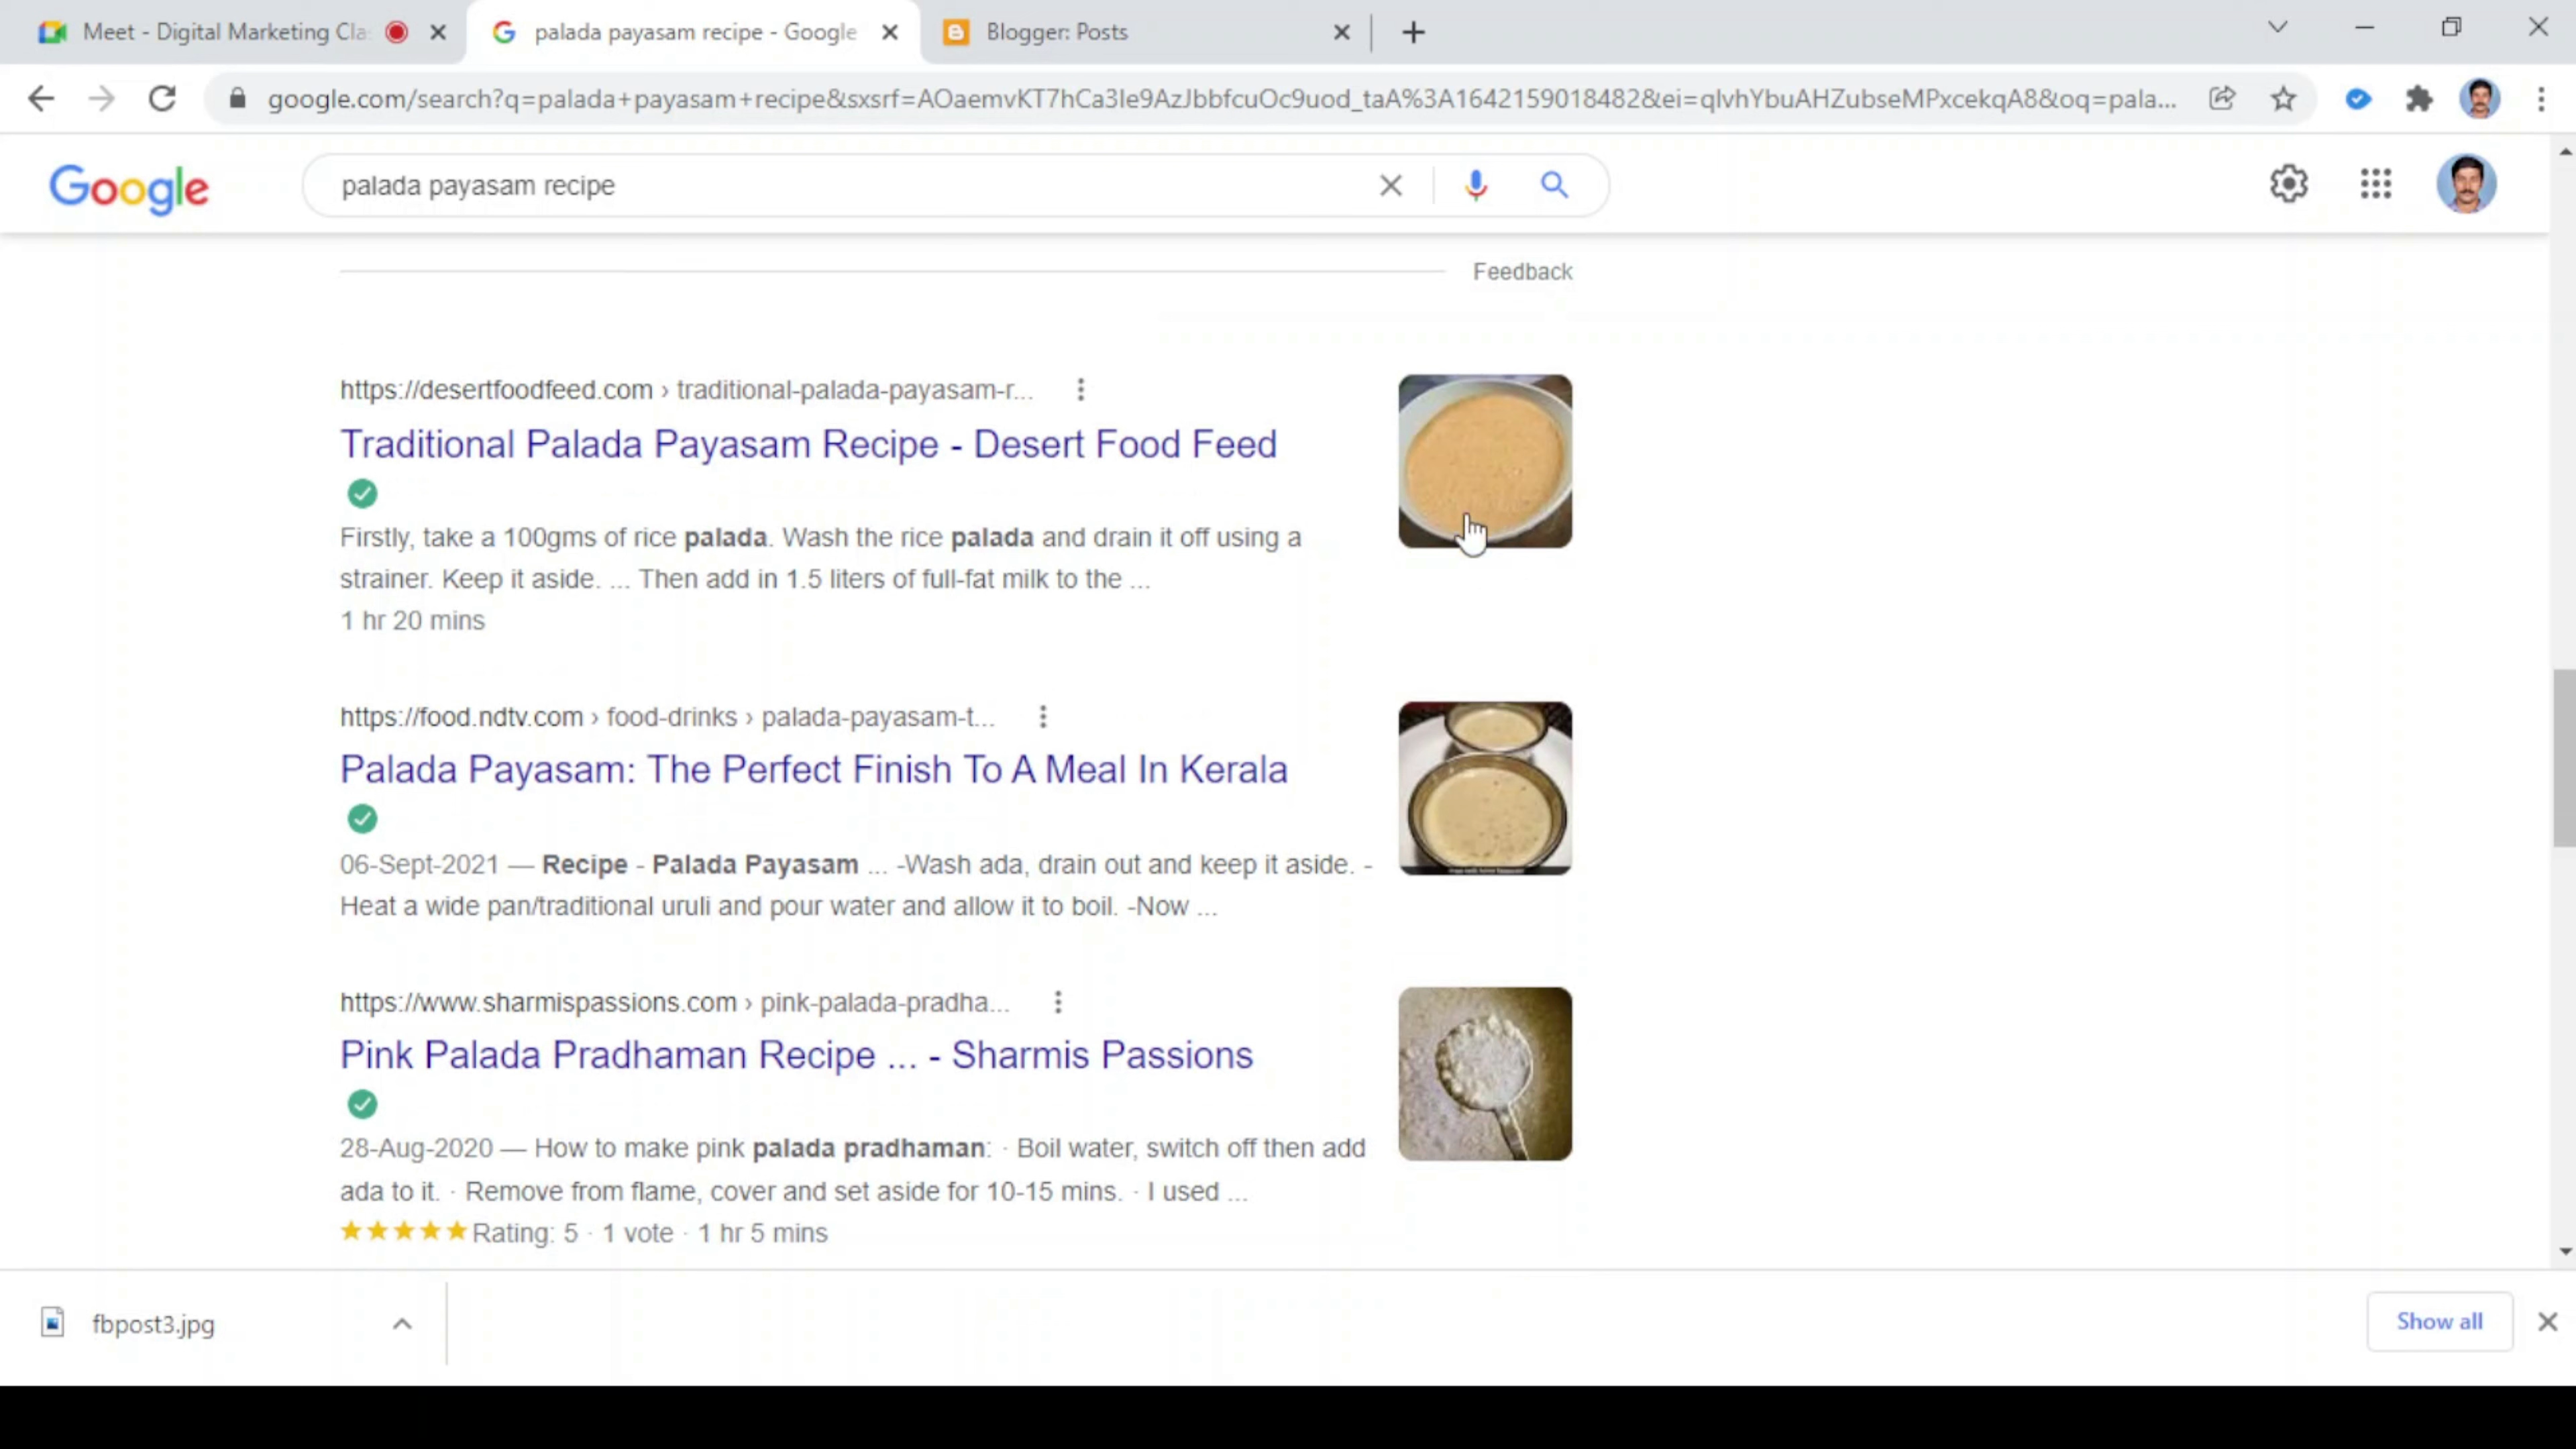 Meet - Digital Marketing Cla
palada payasam recipe - Google
Blogger: Posts
google.com/search?q=palada+payasam+recipe&sxsrf=AOaemvKT7hCa3Ie9AzJbbfcuOc9uod_taA%3A1642159018482&ei=qlvhYbuAHZubseMPxcekqA8&oq=pala...
Google
palada payasam recipe
Feedback
https://desertfoodfeed.com › traditional-palada-payasam-r...
Traditional Palada Payasam Recipe - Desert Food Feed
Firstly, take a 100gms of rice palada. Wash the rice palada and drain it off using a
strainer. Keep it aside. ... Then add in 1.5 liters of full-fat milk to the ...
1 hr 20 mins
https://food.ndtv.com › food-drinks › palada-payasam-t...
Palada Payasam: The Perfect Finish To A Meal In Kerala
06-Sept-2021 — Recipe - Palada Payasam ... -Wash ada, drain out and keep it aside. -
Heat a wide pan/traditional uruli and pour water and allow it to boil. -Now ...
https://www.sharmispassions.com › pink-palada-pradha...
Pink Palada Pradhaman Recipe ... - Sharmis Passions
28-Aug-2020 — How to make pink palada pradhaman: · Boil water, switch off then add
ada to it. · Remove from flame, cover and set aside for 10-15 mins. · I used ...
Rating: 5 · 1 vote · 1 hr 5 mins
fbpost3.jpg
Show all